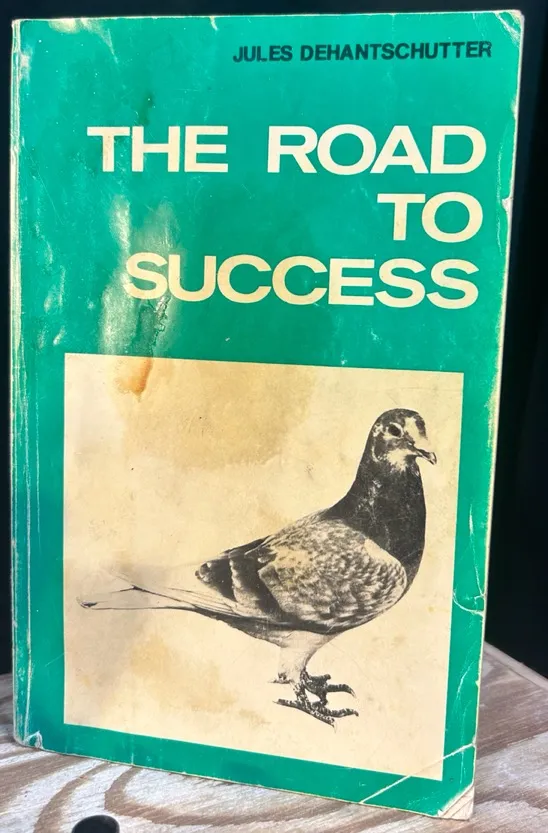 JULES DEHANTSCHUTTER
THE ROAD
TO
SUCCESS